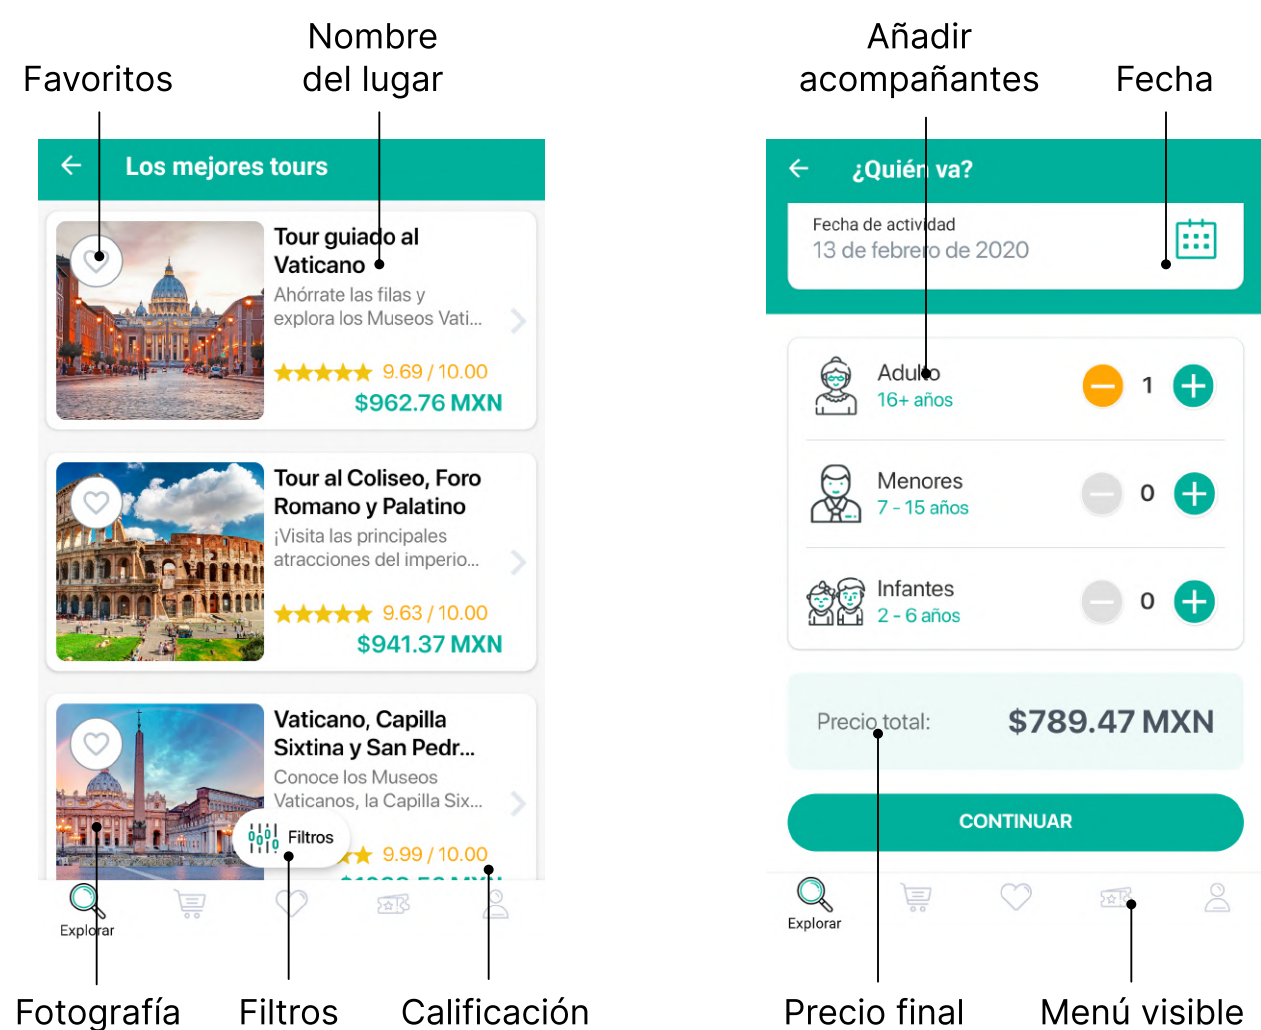 Nombre
del lugar
Favoritos
Los mejores tours
Tour guiado al
Vaticano
Ahórrate las filas y
explora los Museos Vati...
9.69 / 10.00
$962.76 MXN
Tour al Coliseo, Foro
Romano y Palatino
¡Visita las principales
atracciones del imperio...
9.63 / 10.00
$941.37 MXN
Vaticano, Capilla
Sixtina y San Pedr...
Conoce los Museos
Vaticanos, la Capilla Six...
Filtros
9.99 / 10.00
Explorar
Fotografía
Filtros
Calificación
Añadir
acompañantes
Fecha
¿Quién va?
Fecha de actividad
13 de febrero de 2020
Adulto
16+ años
1
Menores
7 - 15 años
0
Infantes
2 - 6 años
0
Precio total:
$789.47 MXN
CONTINUAR
Explorar
Precio final
Menú visible